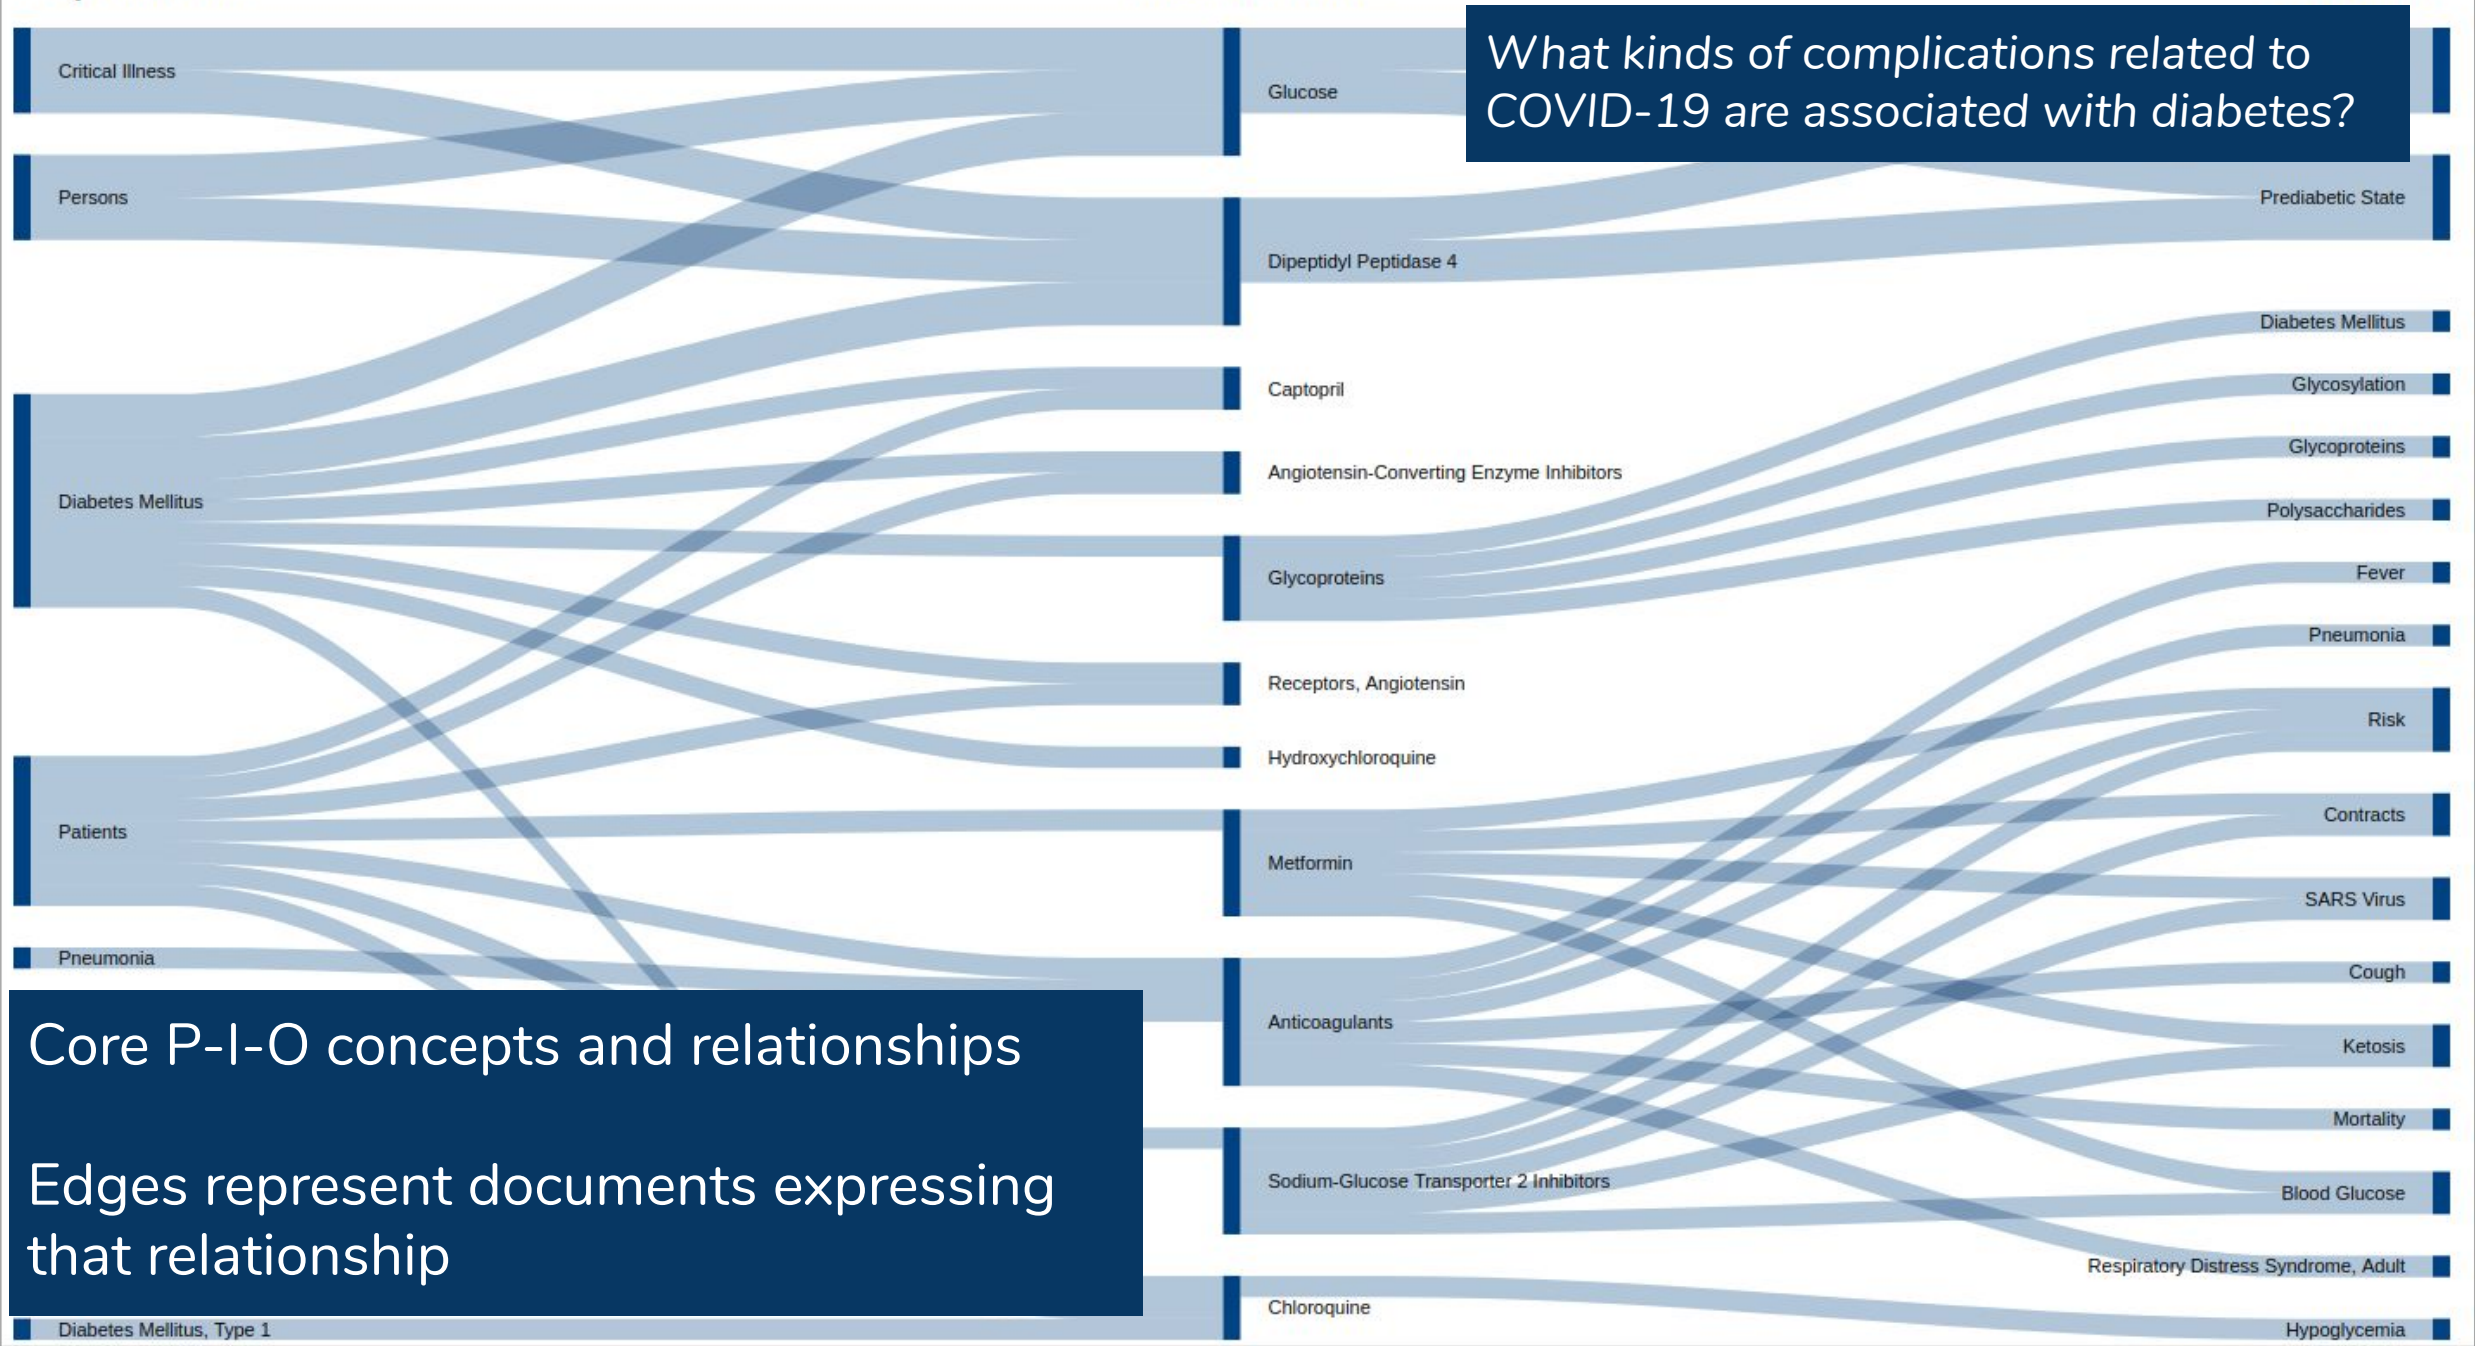 What kinds of complications related to
COVID-19 are associated with diabetes?
Critical Illness
Persons
Diabetes Mellitus
Patients
Pneumonia
Diabetes Mellitus, Type 1
Glucose
Dipeptidyl Peptidase 4
Captopril
Angiotensin-Converting Enzyme Inhibitors
Glycoproteins
Receptors, Angiotensin
Hydroxychloroquine
Metformin
Anticoagulants
Sodium-Glucose Transporter 2 Inhibitors
Chloroquine
Prediabetic State
Diabetes Mellitus
Glycosylation
Glycoproteins
Polysaccharides
Fever
Pneumonia
Risk
Contracts
SARS Virus
Cough
Ketosis
Mortality
Blood Glucose
Respiratory Distress Syndrome, Adult
Hypoglycemia
Core P-I-O concepts and relationships
Edges represent documents expressing
that relationship